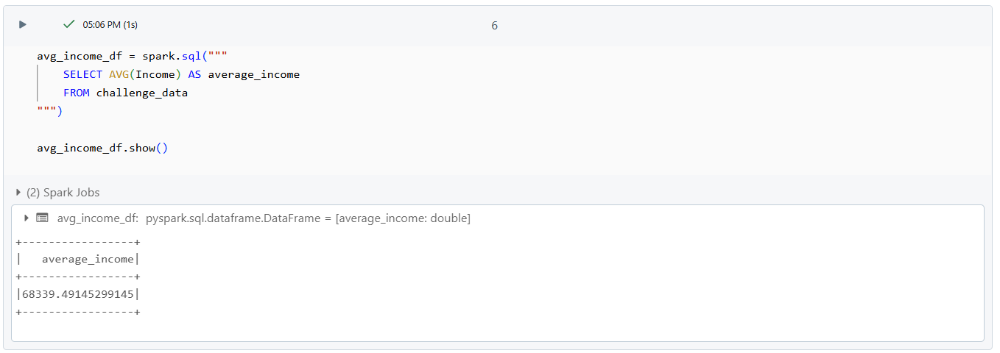 05:06 PM (1s)
6
avg_income_df = spark.sql("""
SELECT AVG(Income) AS average_income
FROM challenge_data
""")
avg_income_df.show()
(2) Spark Jobs
avg_income_df: pyspark.sql.dataframe.DataFrame = [average_income: double]
+-----------------+
|   average_income|
+-----------------+
|68339.49145299145|
+-----------------+